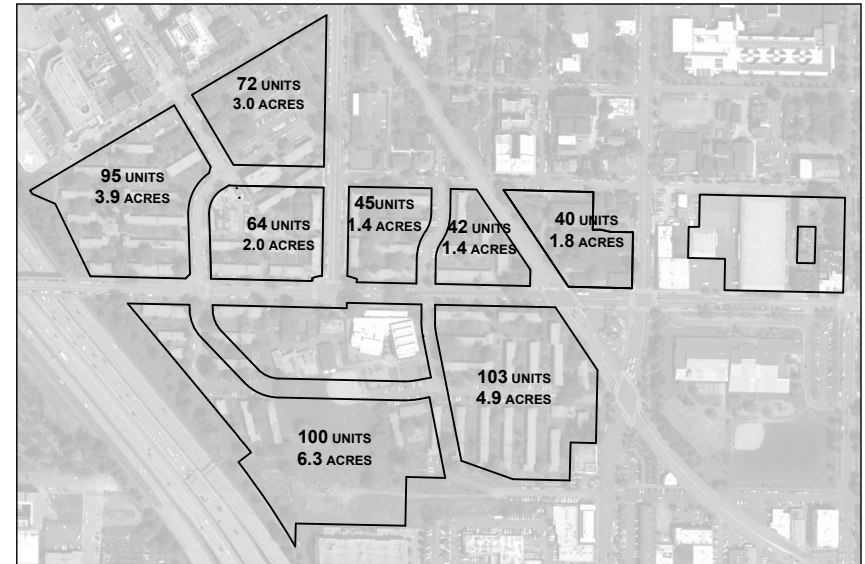 72 UNITS
3.0 ACRES
95 UNITS
3.9 ACRES
64 UNITS
2.0 ACRES
45UNITS
1.4 ACRES
42 UNITS
1.4 ACRES
40 UNITS
1.8 ACRES
103 UNITS
4.9 ACRES
100 UNITS
6.3 ACRES